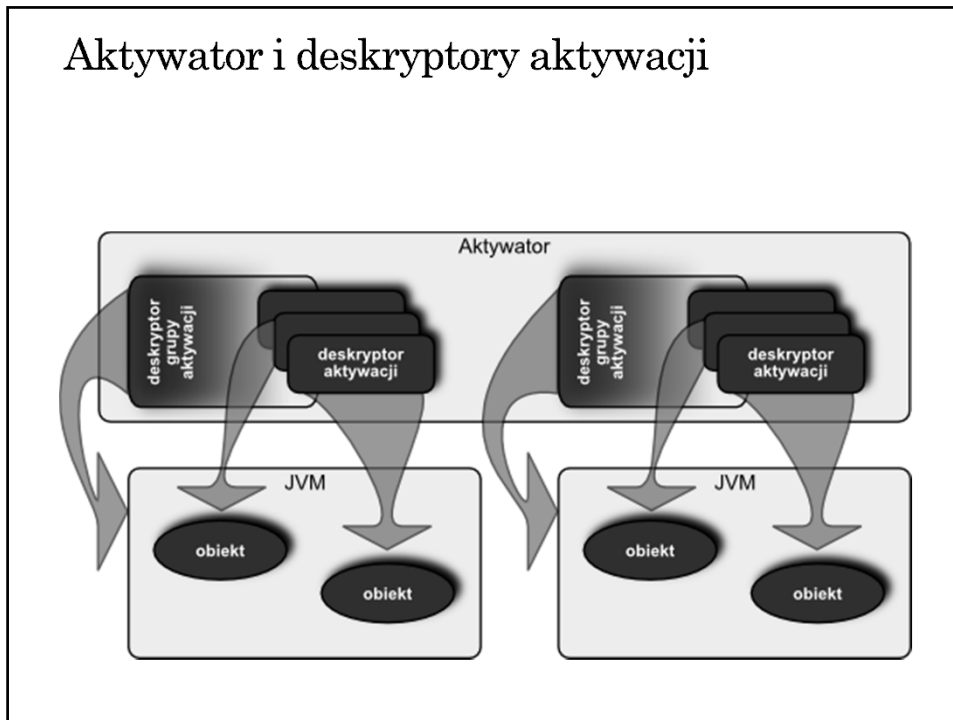 Aktywator i deskryptory aktywacji
Aktywator
deskryptor
grupy
aktywacji
deskryptor
aktywacji
deskryptor
grupy
aktywacji
deskryptor
aktywacji
JVM
obiekt
obiekt
JVM
obiekt
obiekt